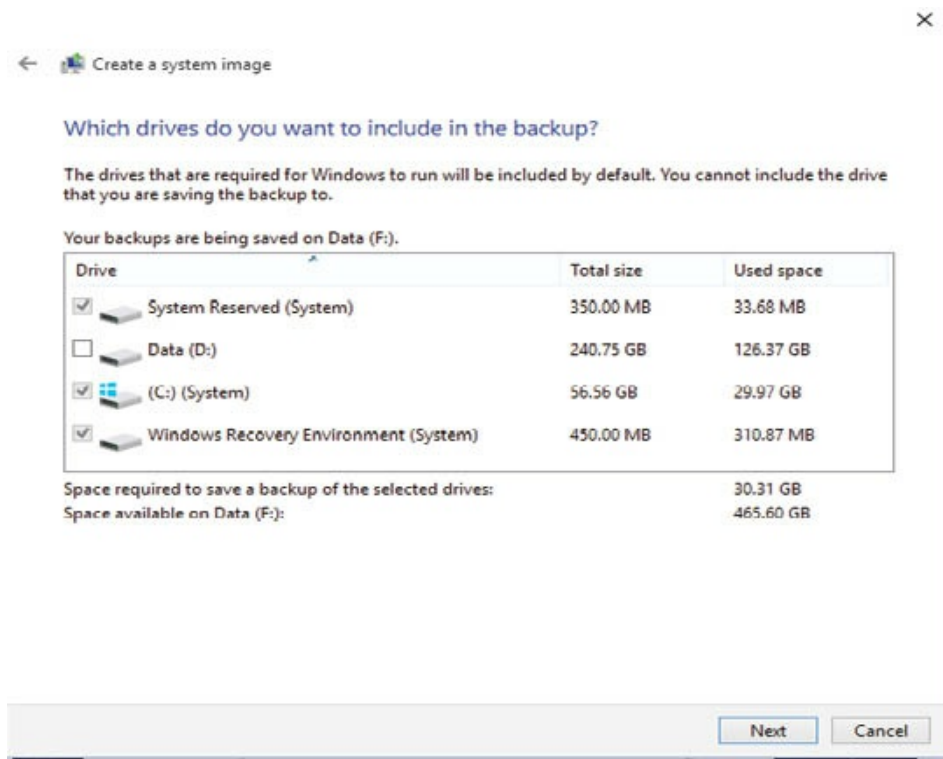 Create a system image
Which drives do you want to include in the backup?
The drives that are required for Windows to run will be included by default. You cannot include the drive
that you are saving the backup to.
Your backups are being saved on Data (F:).
Drive Total size Used space
System Reserved (System) 350.00 MB 33.68 MB
Data (D:) 240.75 GB 126.37 GB
(C:) (System) 56.56 GB 29.97 GB
Windows Recovery Environment (System) 450.00 MB 310.87 MB
Space required to save a backup of the selected drives: 30.31 GB
Space available on Data (F:): 465.60 GB
Next Cancel